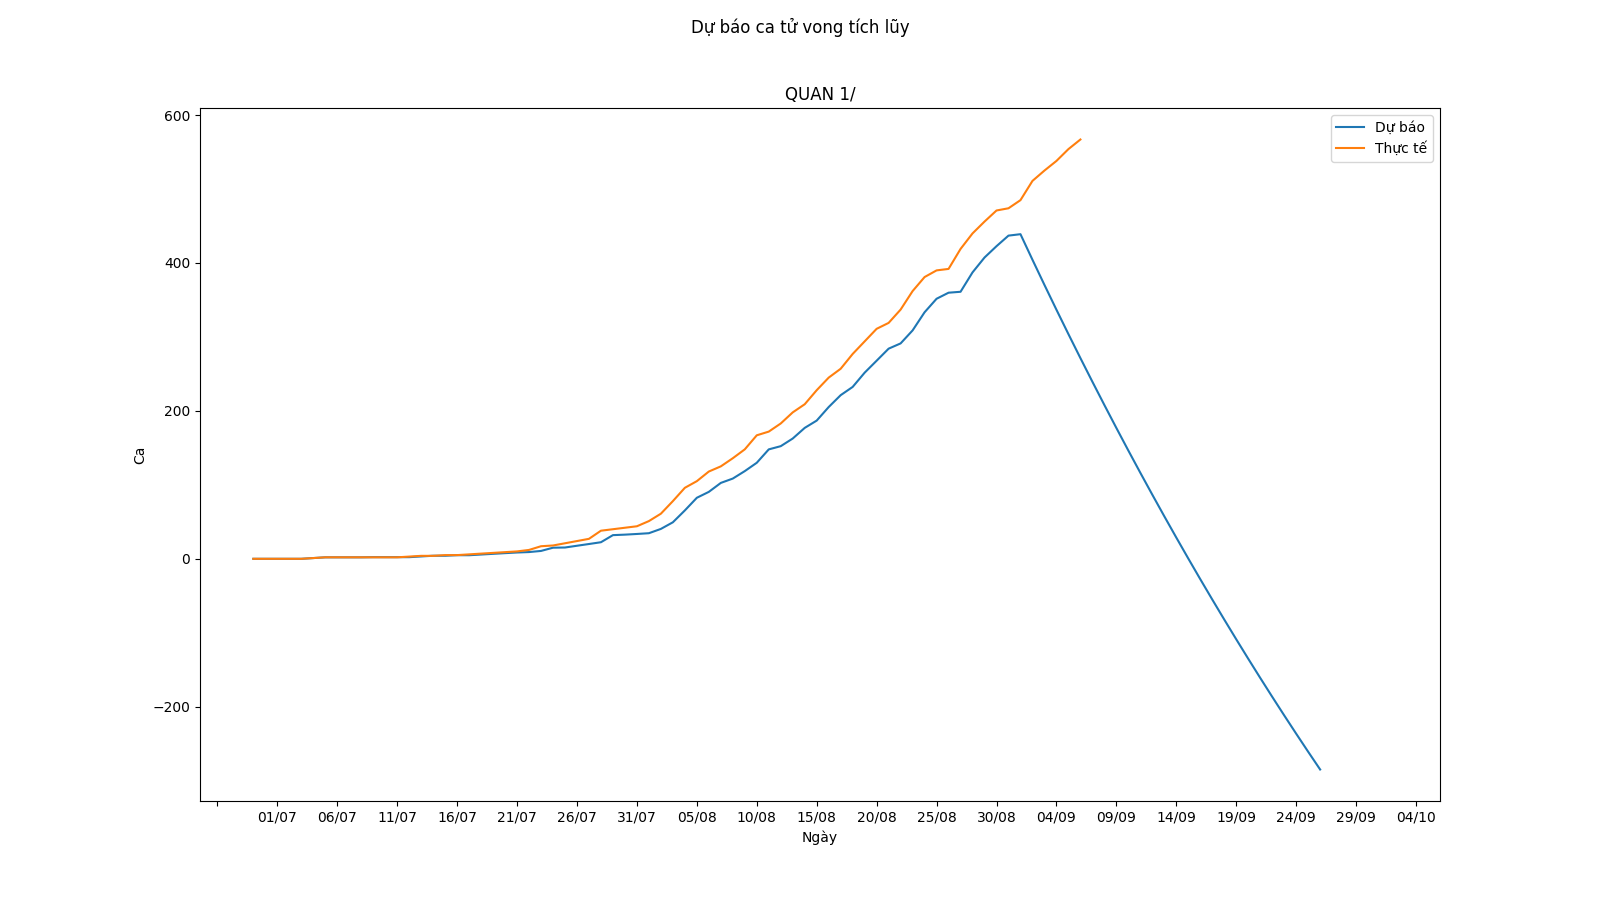 Dự báo ca tử vong tích lũy
QUAN 1/
Dự báo
Thực tế
600
400
200
0
−200
Ca
01/07 06/07 11/07 16/07 21/07 26/07 31/07 05/08 10/08 15/08 20/08 25/08 30/08 04/09 09/09 14/09 19/09 24/09 29/09 04/10
Ngày